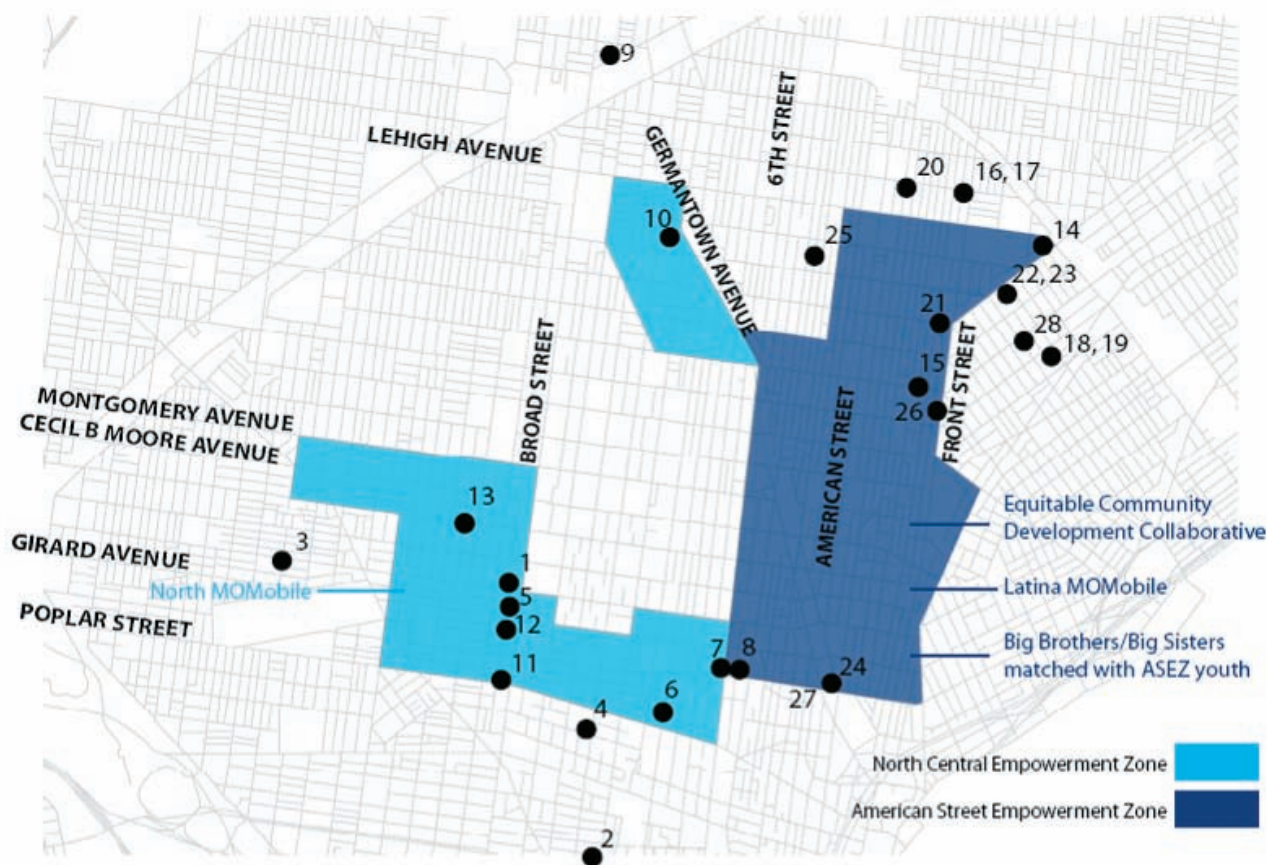 9
LEHIGH AVENUE
GERMANTOWN AVENUE
6TH STREET
20
16, 17
10
25
14
22, 23
21
28
18, 19
15
26
FRONT STREET
BROAD STREET
AMERICAN STREET
MONTGOMERY AVENUE
CECIL B MOORE AVENUE
13
GIRARD AVENUE
3
1
North MOMobile
5
POPLAR STREET
12
11
7
8
24
27
6
4
2
Equitable Community
Development Collaborative
Latina MOMobile
Big Brothers/Big Sisters
matched with ASEZ youth
North Central Empowerment Zone
American Street Empowerment Zone